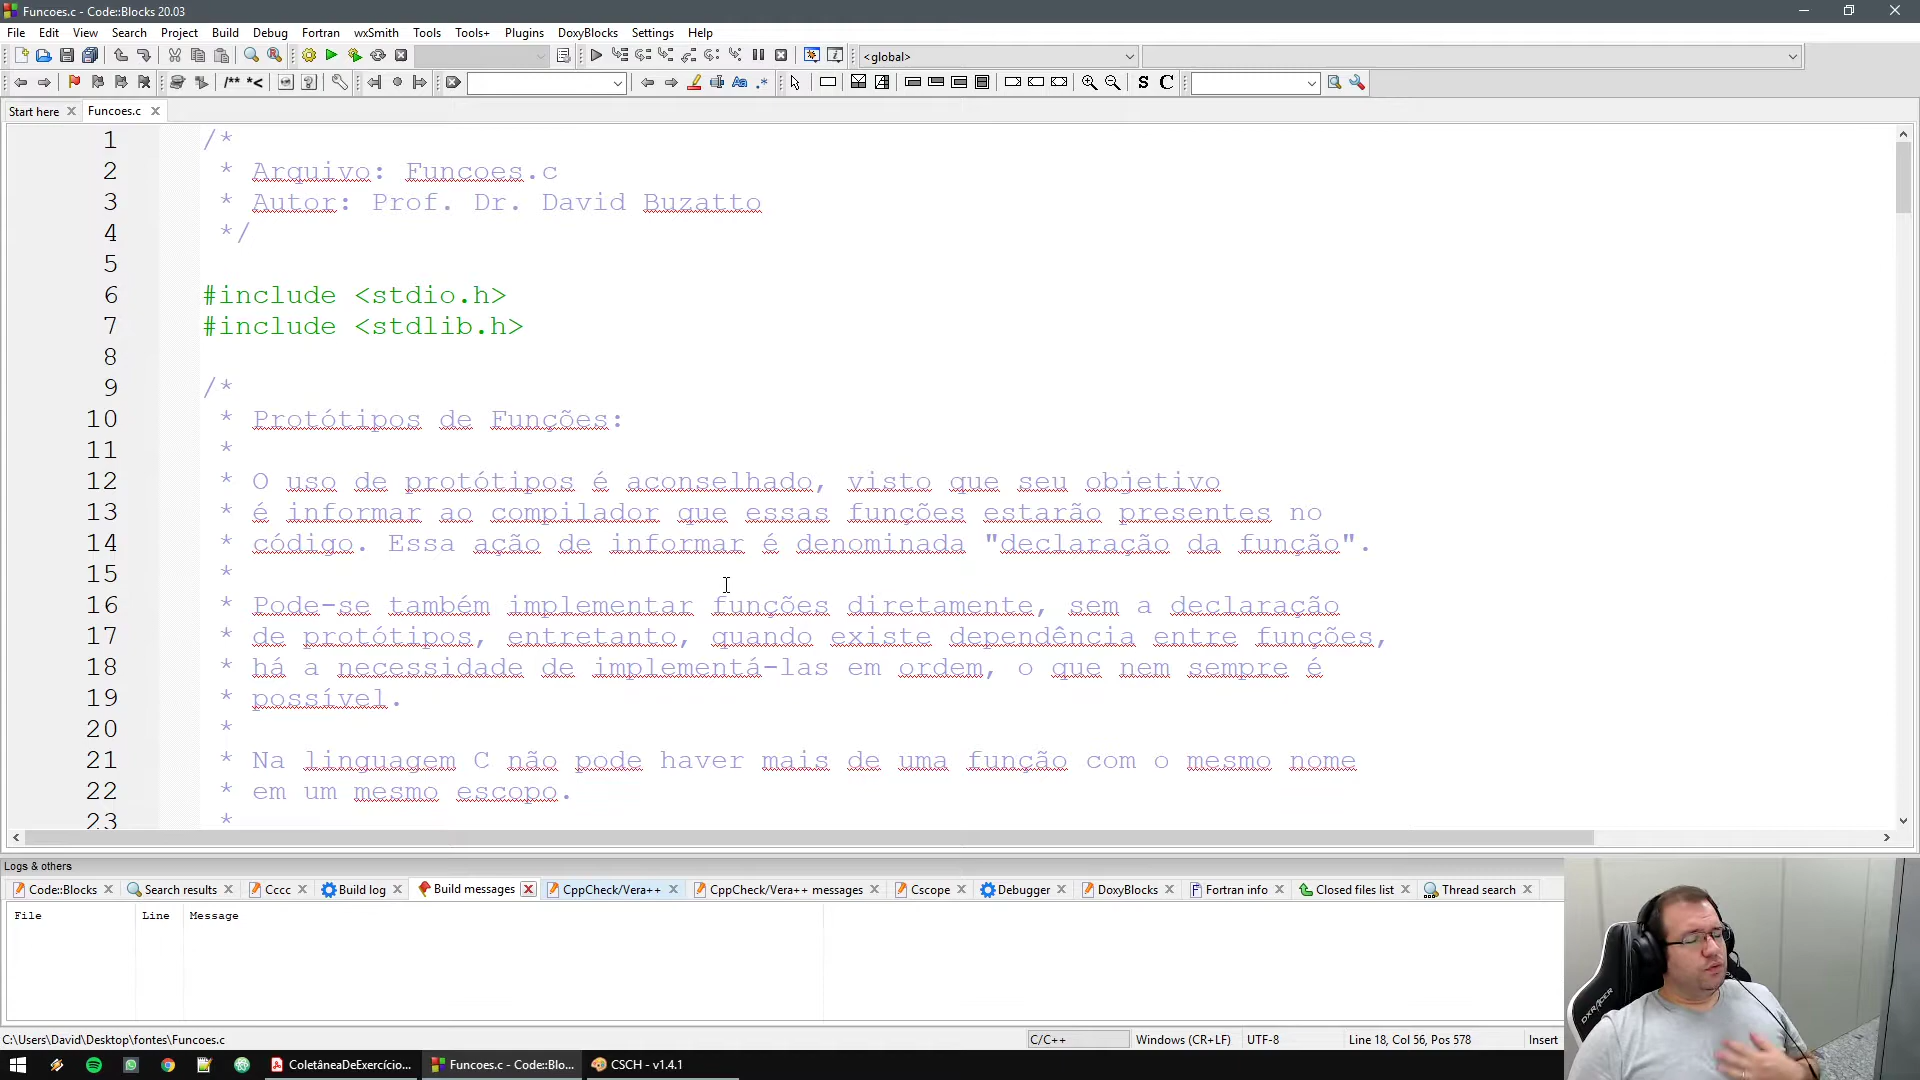 Funcoes.c - Code::Blocks 20.03
File Edit View Search Project Build Debug Fortran wxSmith Tools Tools+ Plugins DoxyBlocks Settings Help
<global>
/** *<
Aa .* S C
Start here Funcoes.c
1 /*
2 * Arquivo: Funcoes.c
3 * Autor: Prof. Dr. David Buzatto
4 */
5
6 #include <stdio.h>
7 #include <stdlib.h>
8
9 /*
10 * Protótipos de Funções:
11 *
12 * O uso de protótipos é aconselhado, visto que seu objetivo
13 * é informar ao compilador que essas funções estarão presentes no
14 * código. Essa ação de informar é denominada "declaração da função".
15 *
16 * Pode-se também implementar funções diretamente, sem a declaração
17 * de protótipos, entretanto, quando existe dependência entre funções,
18 * há a necessidade de implementá-las em ordem, o que nem sempre é
19 * possível.
20 *
21 * Na linguagem C não pode haver mais de uma função com o mesmo nome
22 * em um mesmo escopo.
23 *
Logs & others
Code::Blocks Search results Cccc Build log Build messages CppCheck/Vera++ CppCheck/Vera++ messages Cscope Debugger DoxyBlocks Fortran info Closed files list Thread search
File Line Message
DXRACER
C:\Users\David\Desktop\fontes\Funcoes.c C/C++ Windows (CR+LF) UTF-8 Line 18, Col 56, Pos 578 Insert
ColetâneaDeExercício... Funcoes.c - Code::Blo... CSCH - v1.4.1